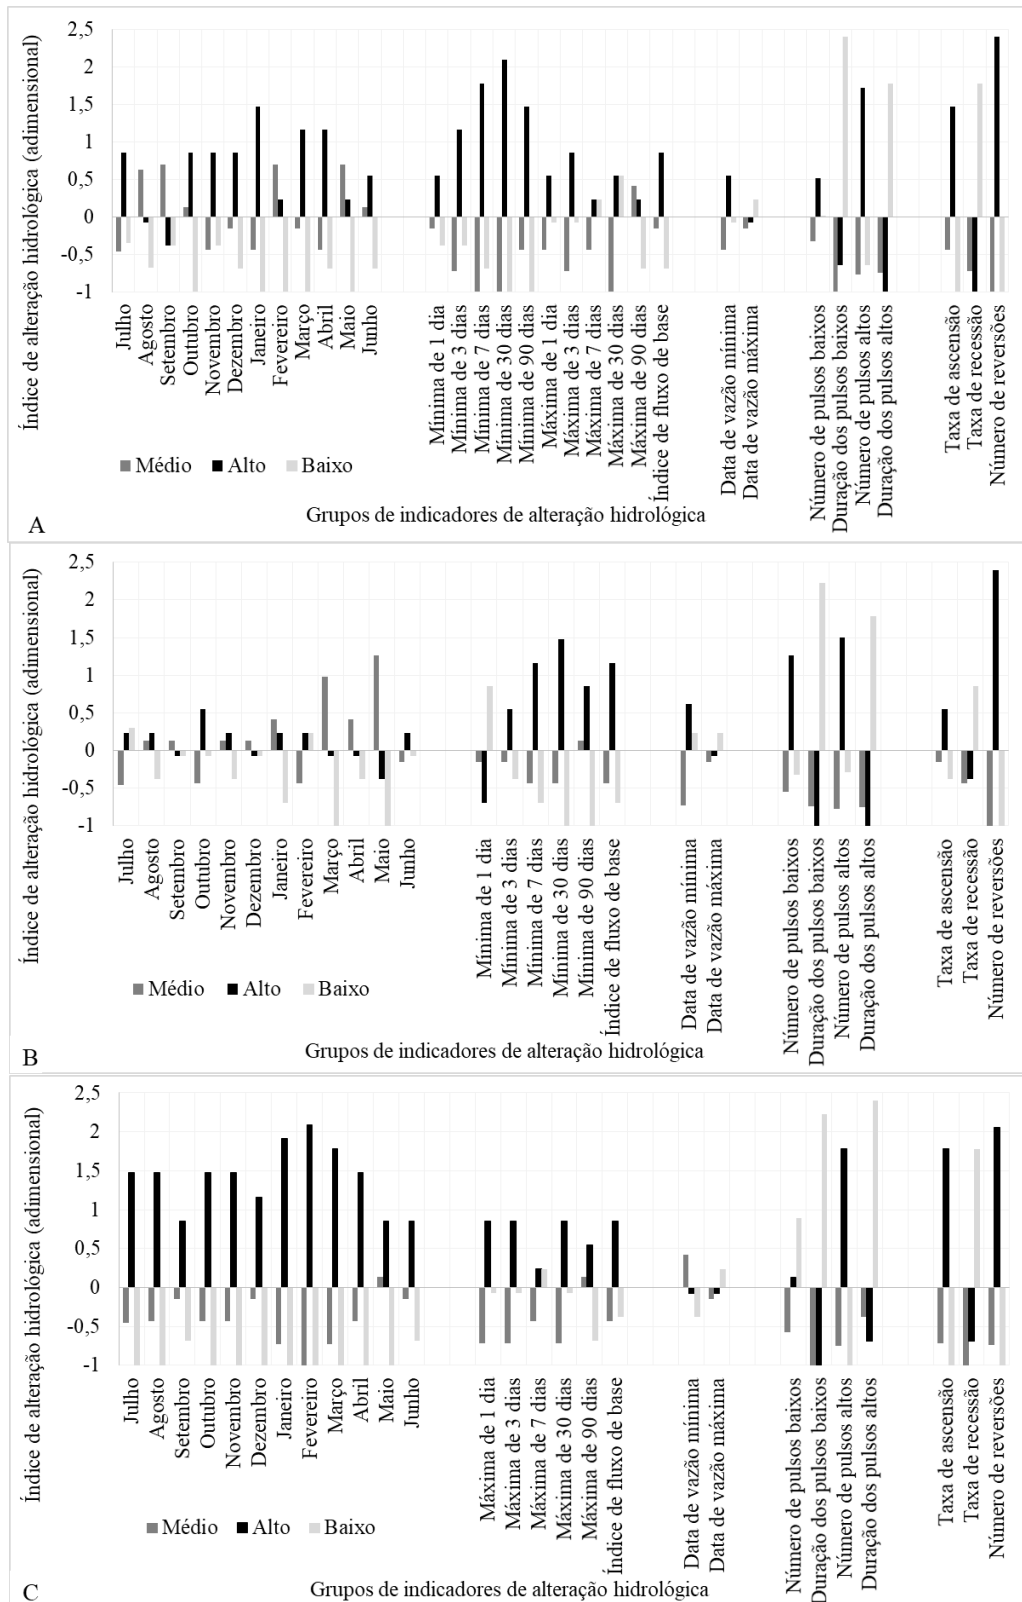 Índice de alteração hidrológica (adimensional)
2,5
2
1,5
1
0,5
0
-0,5
-1
Julho
Agosto
Setembro
Outubro
Novembro
Dezembro
Janeiro
Fevereiro
Março
Abril
Maio
Junho
Mínima de 1 dia
Mínima de 3 dias
Mínima de 7 dias
Mínima de 30 dias
Mínima de 90 dias
Máxima de 1 dia
Máxima de 3 dias
Máxima de 7 dias
Máxima de 30 dias
Máxima de 90 dias
Índice de fluxo de base
Data de vazão mínima
Data de vazão máxima
Número de pulsos baixos
Duração dos pulsos baixos
Número de pulsos altos
Duração dos pulsos altos
Taxa de ascensão
Taxa de recessão
Número de reversões
Médio Alto Baixo
Grupos de indicadores de alteração hidrológica
A
Índice de alteração hidrológica (adimensional)
2,5
2
1,5
1
0,5
0
-0,5
-1
Julho
Agosto
Setembro
Outubro
Novembro
Dezembro
Janeiro
Fevereiro
Março
Abril
Maio
Junho
Mínima de 1 dia
Mínima de 3 dias
Mínima de 7 dias
Mínima de 30 dias
Mínima de 90 dias
Índice de fluxo de base
Data de vazão mínima
Data de vazão máxima
Número de pulsos baixos
Duração dos pulsos baixos
Número de pulsos altos
Duração dos pulsos altos
Taxa de ascensão
Taxa de recessão
Número de reversões
Médio Alto Baixo
Grupos de indicadores de alteração hidrológica
B
Índice de alteração hidrológica (adimensional)
2,5
2
1,5
1
0,5
0
-0,5
-1
Julho
Agosto
Setembro
Outubro
Novembro
Dezembro
Janeiro
Fevereiro
Março
Abril
Maio
Junho
Máxima de 1 dia
Máxima de 3 dias
Máxima de 7 dias
Máxima de 30 dias
Máxima de 90 dias
Índice de fluxo de base
Data de vazão mínima
Data de vazão máxima
Número de pulsos baixos
Duração dos pulsos baixos
Número de pulsos altos
Duração dos pulsos altos
Taxa de ascensão
Taxa de recessão
Número de reversões
Médio Alto Baixo
Grupos de indicadores de alteração hidrológica
C